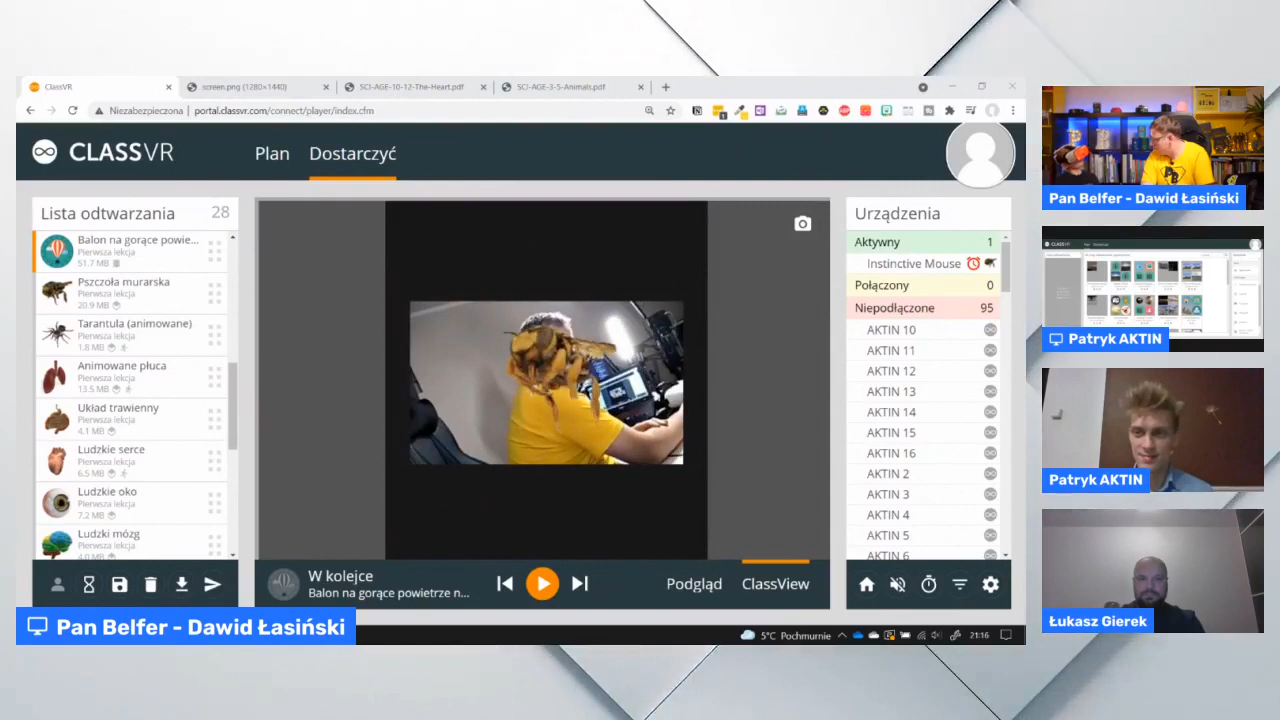 ClassVR
screen.png (1280×1440)
SCI-AGE-10-12-The-Heart.pdf
SCI-AGE-3-5-Animals.pdf
Niezabezpieczona
portal.classvr.com/connect/player/index.cfm
CLASSVR
Plan
Dostarczyć
Lista odtwarzania 28
Balon na gorące powie...
Pierwsza lekcja
51.7 MB
Pszczoła murarska
Pierwsza lekcja
20.9 MB
Tarantula (animowane)
Pierwsza lekcja
1.8 MB
Animowane płuca
Pierwsza lekcja
13.5 MB
Układ trawienny
Pierwsza lekcja
4.1 MB
Ludzkie serce
Pierwsza lekcja
6.5 MB
Ludzkie oko
Pierwsza lekcja
7.2 MB
Ludzki mózg
Pierwsza lekcja
4.0 MB
W kolejce
Balon na gorące powietrze n...
Podgląd
ClassView
Urządzenia
Aktywny 1
Instinctive Mouse
Połączony 0
Niepodłączone 95
AKTIN 10
AKTIN 11
AKTIN 12
AKTIN 13
AKTIN 14
AKTIN 15
AKTIN 16
AKTIN 2
AKTIN 3
AKTIN 4
AKTIN 5
AKTIN 6
Pan Belfer - Dawid Łasiński
5°C Pochmurnie
21:16
Pan Belfer - Dawid Łasiński
Patryk AKTIN
Patryk AKTIN
Łukasz Gierek